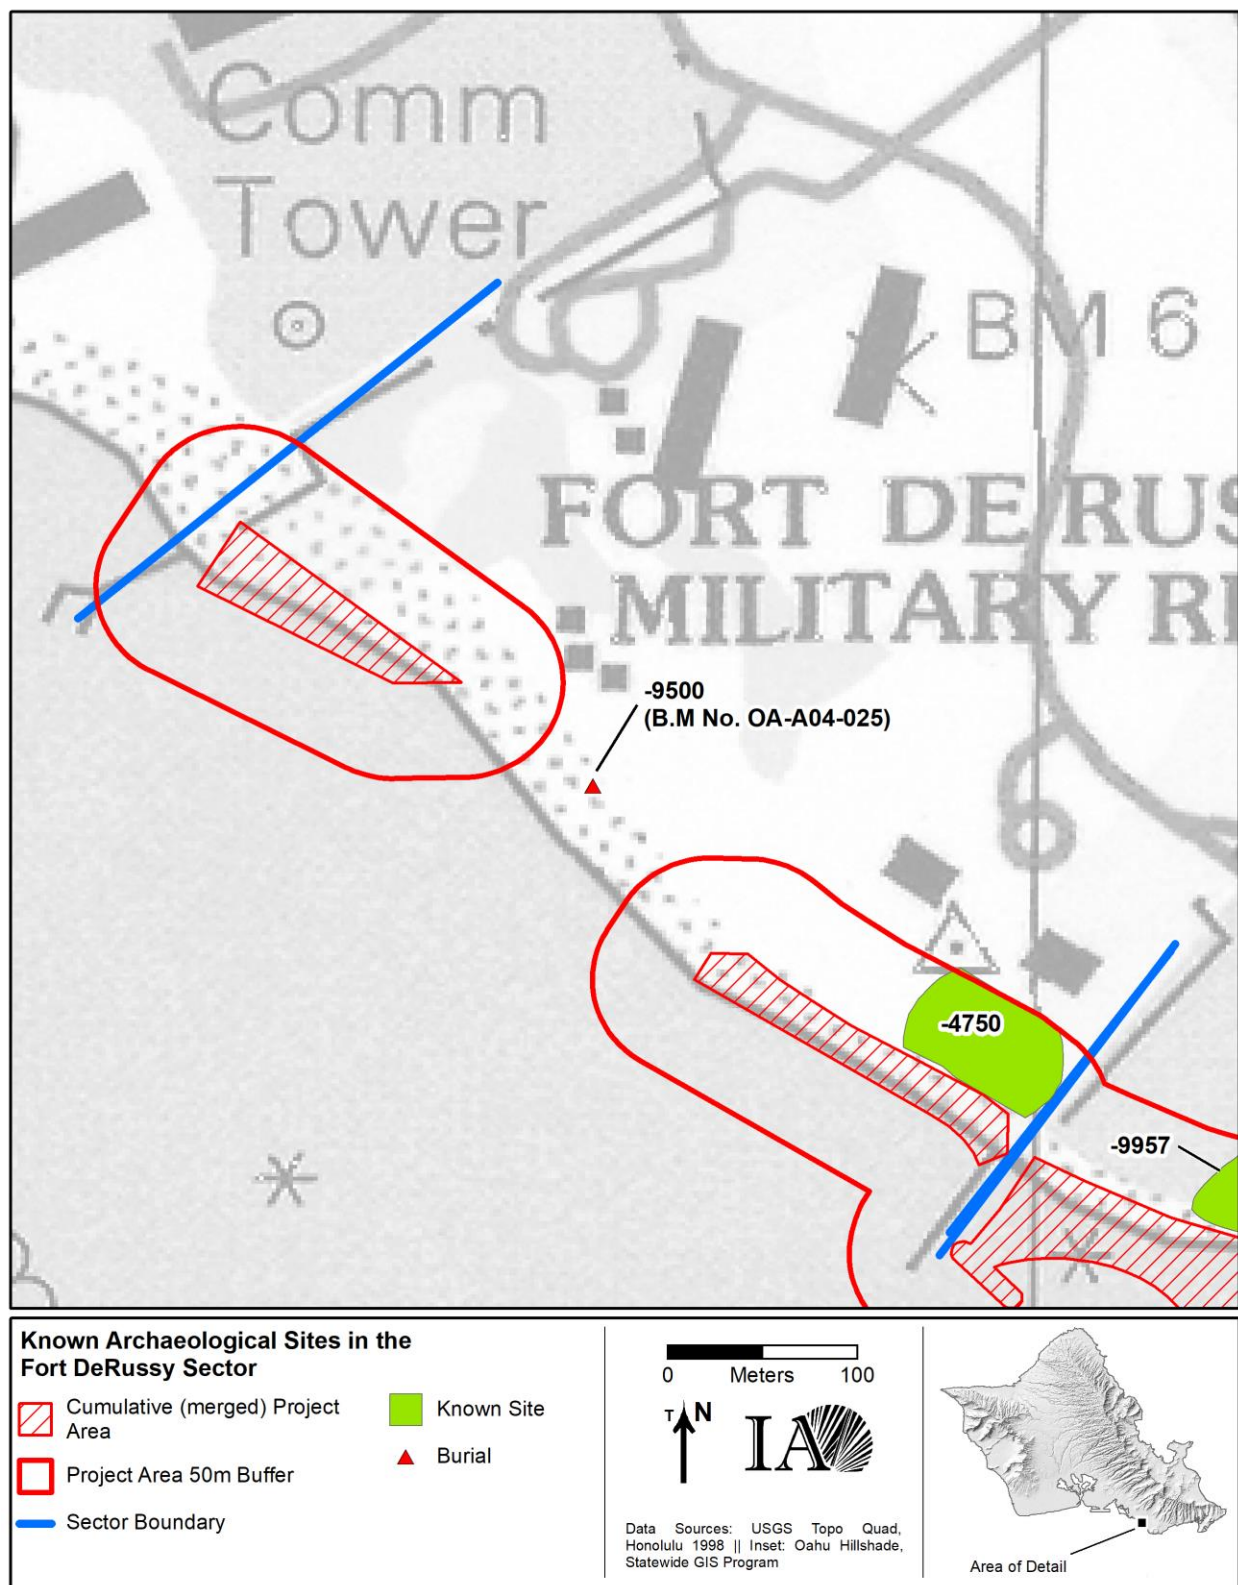 Comm
Tower
BM 6
FORT DE RUS
MILITARY R
-9500
(B.M No. OA-A04-025)
-4750
-9957
Known Archaeological Sites in the
Fort DeRussy Sector
Cumulative (merged) Project
Area
Project Area 50m Buffer
Sector Boundary
Known Site
Burial
0 Meters 100
T N
IA
Data Sources: USGS Topo Quad,
Honolulu 1998 || Inset: Oahu Hillshade,
Statewide GIS Program
Area of Detail